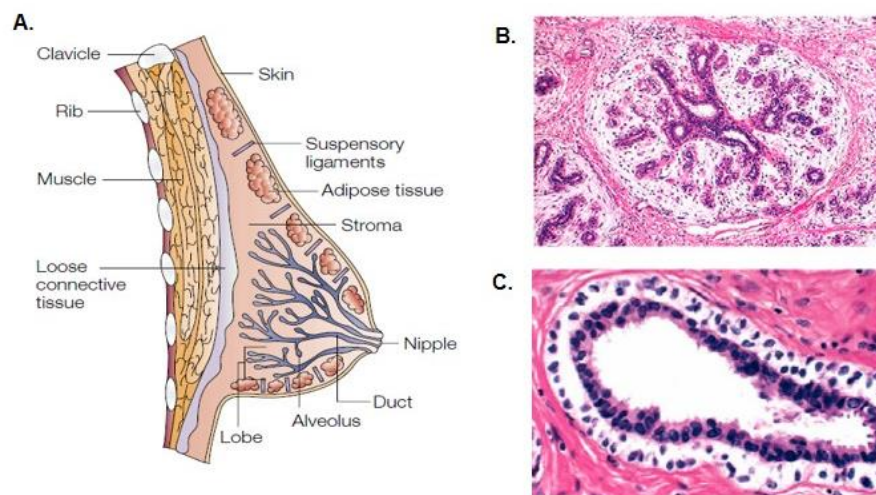 A.
Clavicle
Skin
Rib
Suspensory
ligaments
Muscle
Adipose tissue
Stroma
Loose
connective
tissue
Nipple
Duct
Alveolus
Lobe
B.
C.